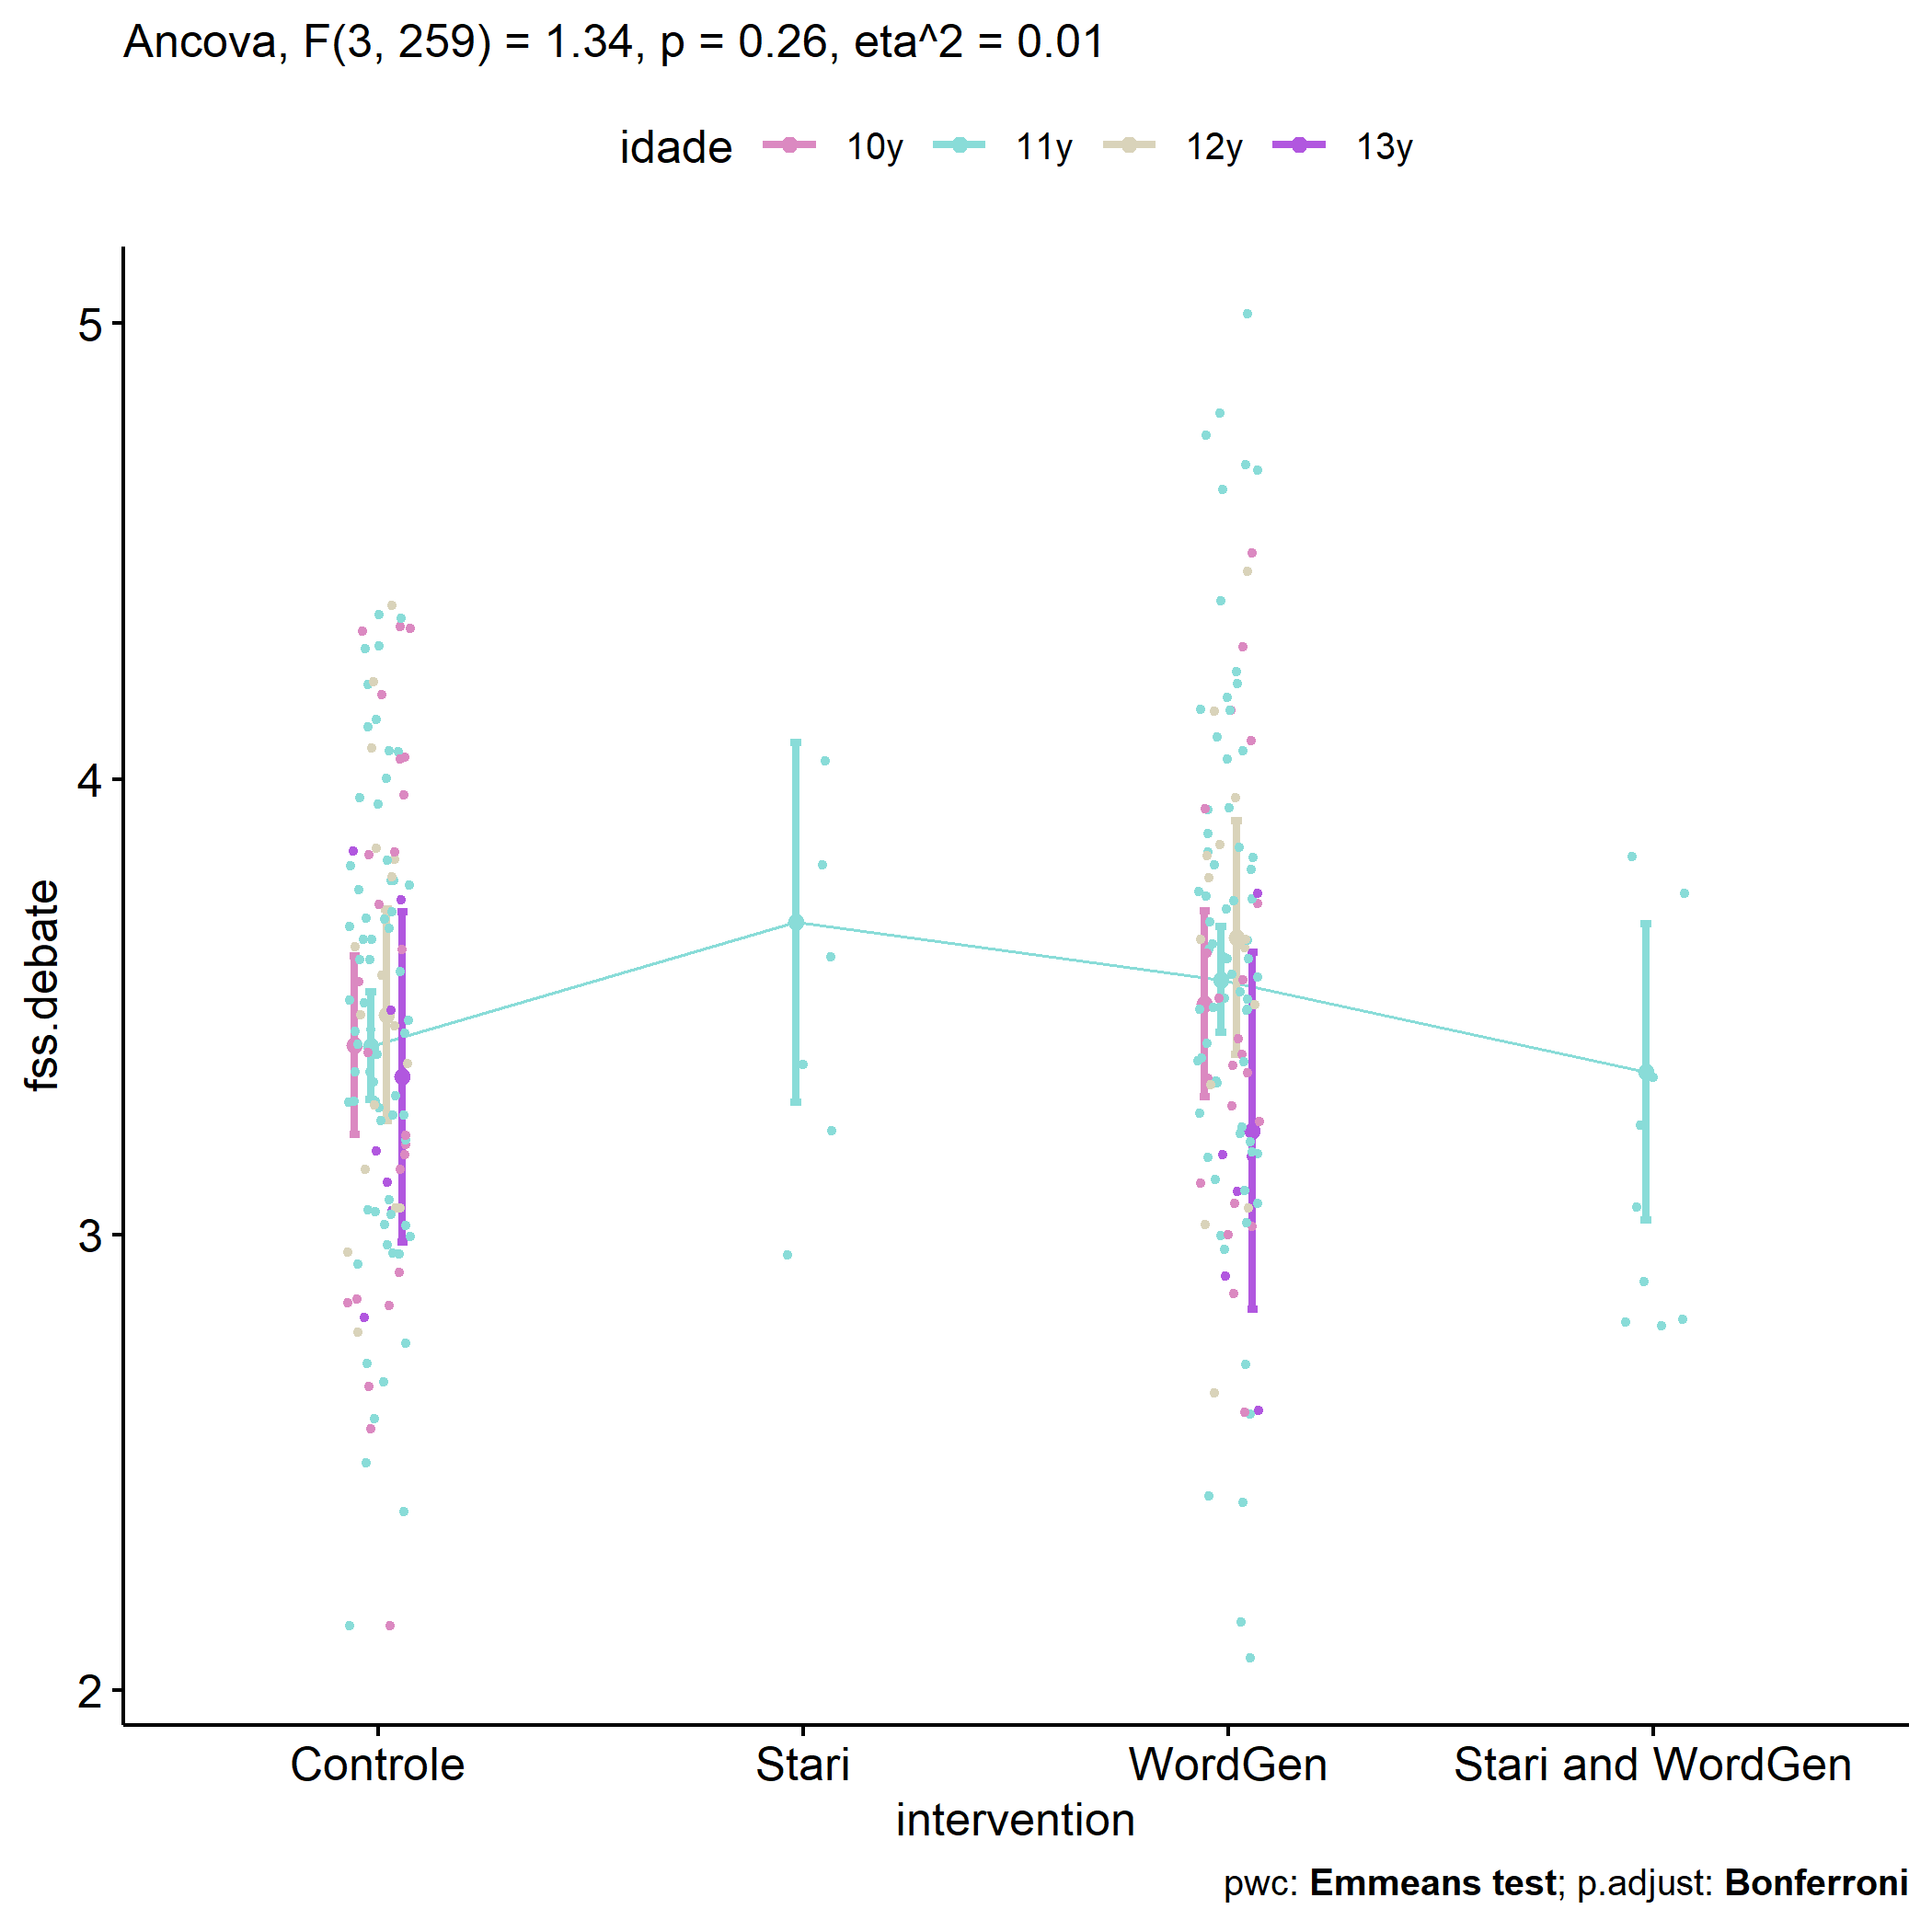 Ancova, F(3, 259) = 1.34, p = 0.26, eta^2 = 0.01
idade 10y 11y 12y 13y
fss.debate
5
4
3
2
Controle Stari WordGen Stari and WordGen
intervention
pwc: Emmeans test; p.adjust: Bonferroni